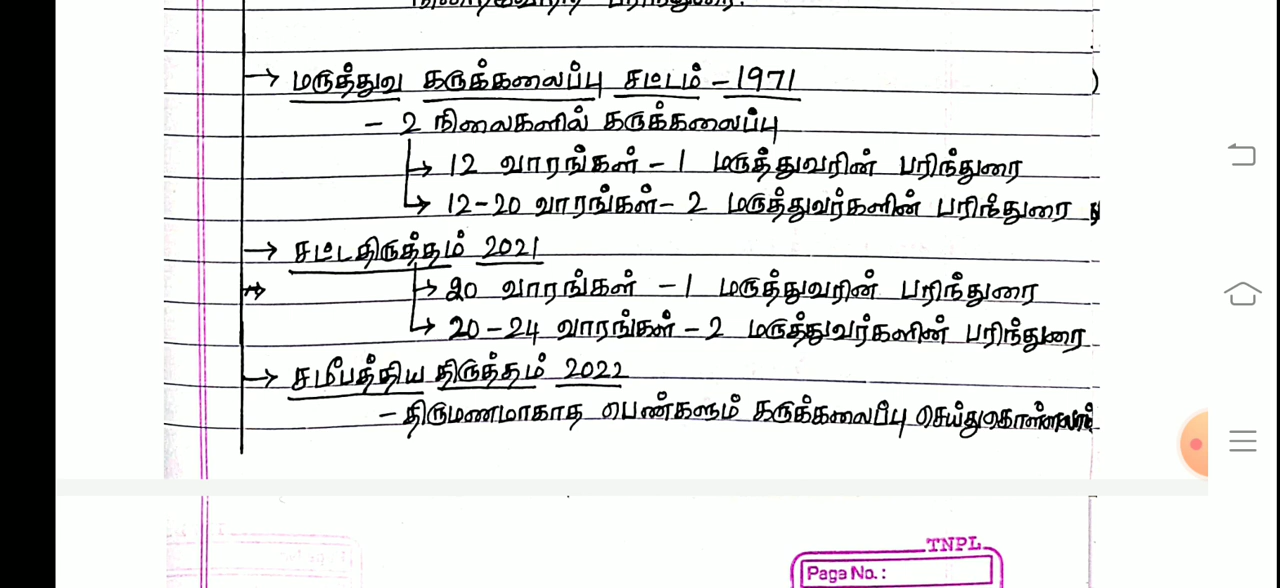 பரிந்துரை.
→ மருத்துவ கருக்கலைப்பு சட்டம் – 1971
- 2 நிலைகளில் கருக்கலைப்பு
→ 12 வாரங்கள் - 1 மருத்துவரின் பரிந்துரை
→ 12-20 வாரங்கள் - 2 மருத்துவர்களின் பரிந்துரை
→ சட்டதிருத்தம் 2021
→ 20 வாரங்கள் - 1 மருத்துவரின் பரிந்துரை
→ 20-24 வாரங்கள் - 2 மருத்துவர்களின் பரிந்துரை
→ சமீபத்திய திருத்தம் 2022
- திருமணமாகாத பெண்களும் கருக்கலைப்பு செய்துகொள்ளலாம்
TNPL
Page No.: